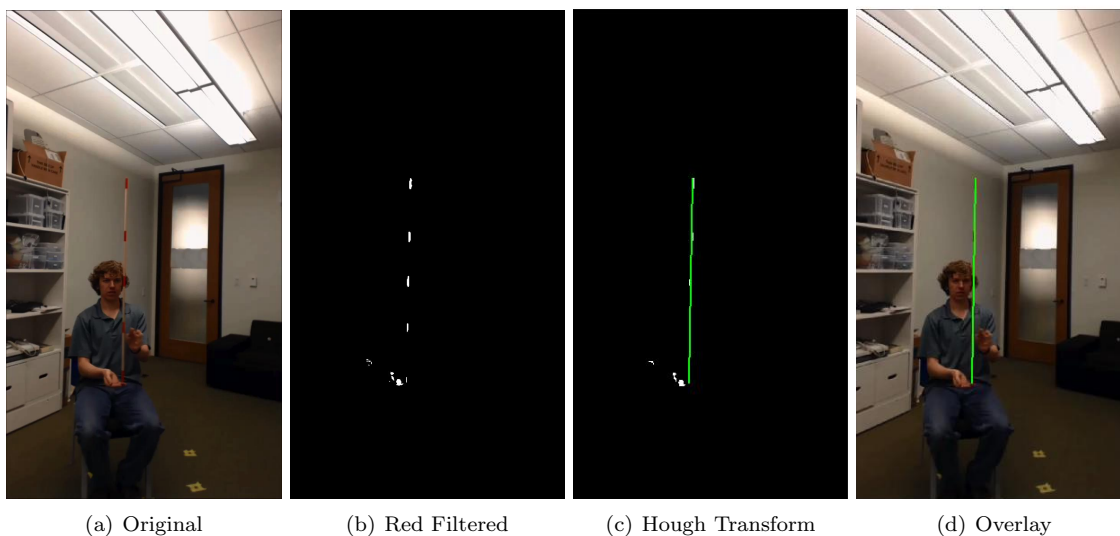 (a) Original
(b) Red Filtered
(c) Hough Transform
(d) Overlay